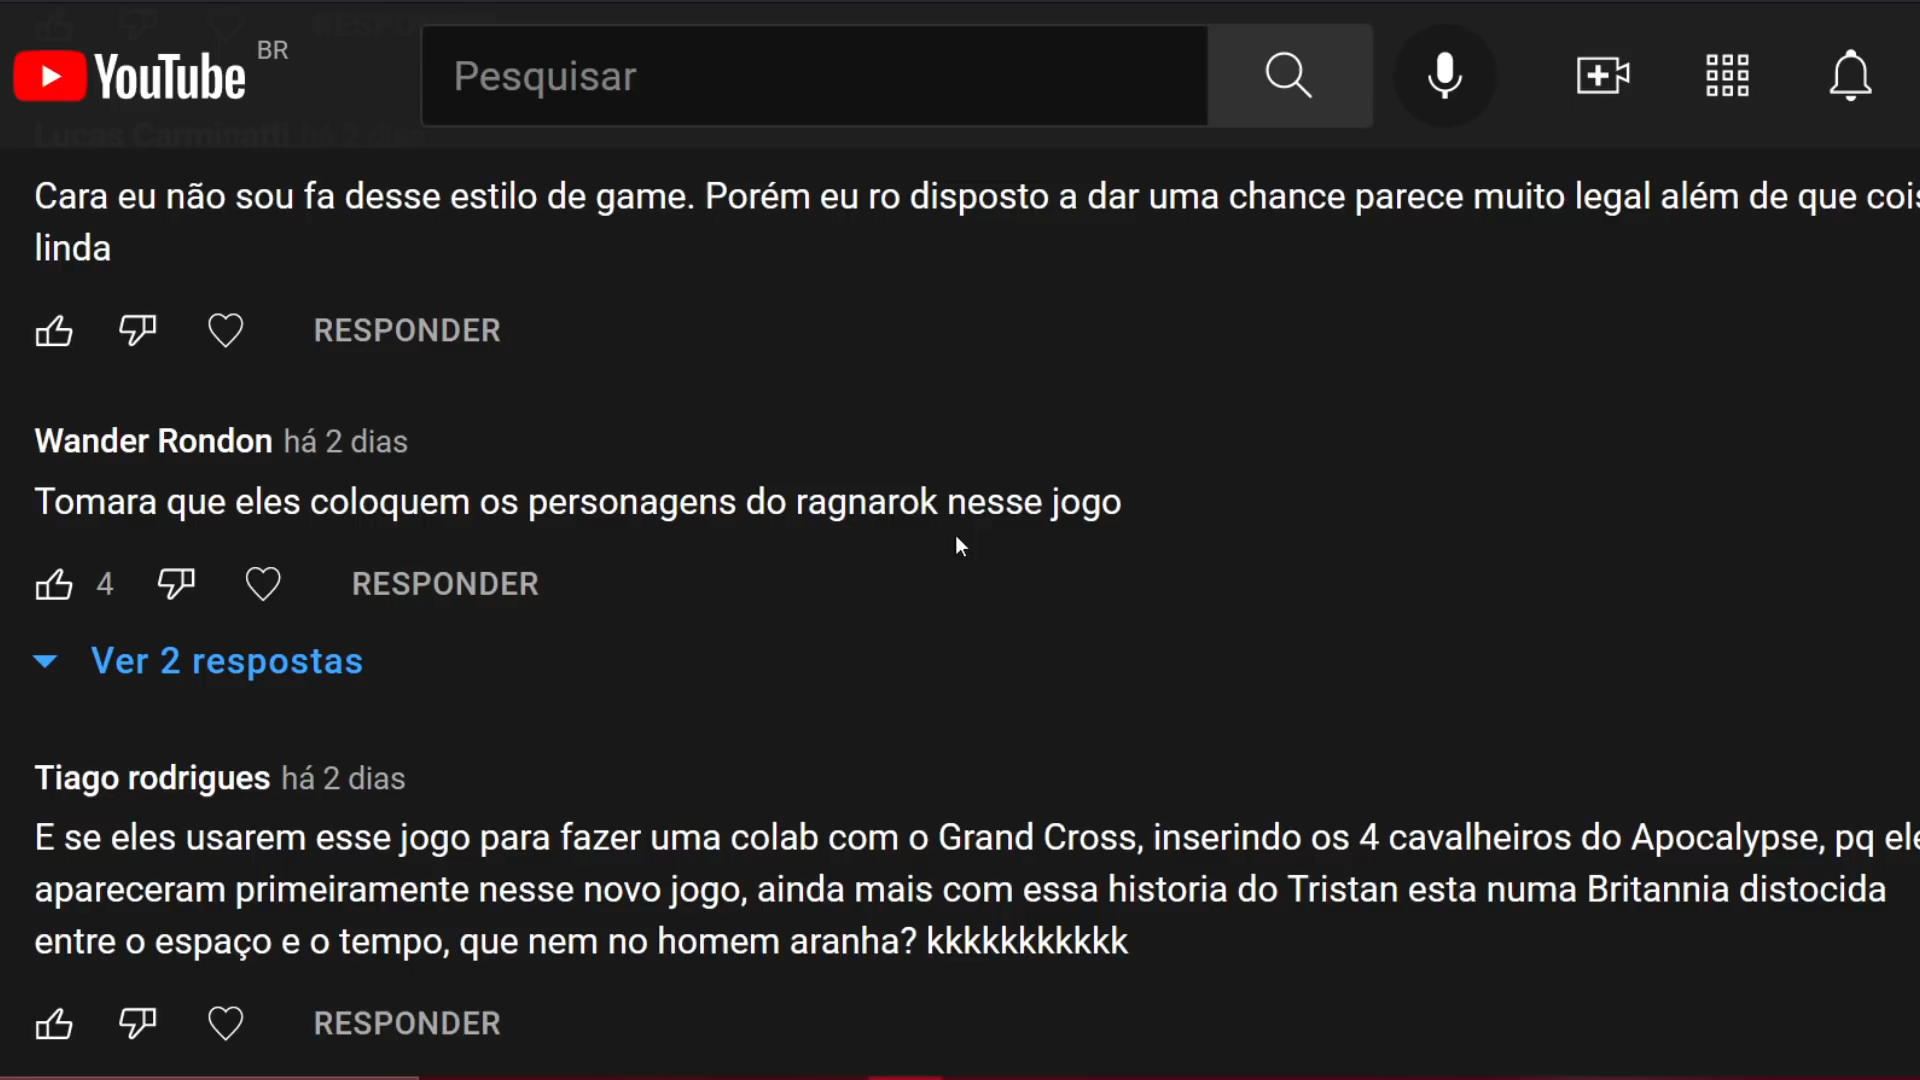 RESPO
YouTube BR
Pesquisar
Lucas Carminatti há 2 dias
Cara eu não sou fa desse estilo de game. Porém eu ro disposto a dar uma chance parece muito legal além de que
linda
RESPONDER
Wander Rondon há 2 dias
Tomara que eles coloquem os personagens do ragnarok nesse jogo
4 RESPONDER
Ver 2 respostas
Tiago rodrigues há 2 dias
E se eles usarem esse jogo para fazer uma colab com o Grand Cross, inserindo os 4 cavalheiros do Apocalypse, pq
apareceram primeiramente nesse novo jogo, ainda mais com essa historia do Tristan esta numa Britannia distocida
entre o espaço e o tempo, que nem no homem aranha? kkkkkkkkkkk
RESPONDER